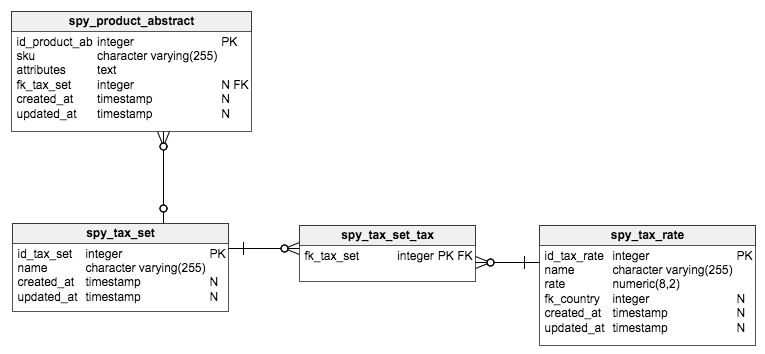 spy_product_abstract
id_product_ab integer PK
sku character varying(255)
attributes text
fk_tax_set integer N FK
created_at timestamp N
updated_at timestamp N
spy_tax_set
id_tax_set integer PK
name character varying(255)
created_at timestamp N
updated_at timestamp N
spy_tax_set_tax
fk_tax_set integer PK FK
spy_tax_rate
id_tax_rate integer PK
name character varying(255)
rate numeric(8,2)
fk_country integer N
created_at timestamp N
updated_at timestamp N